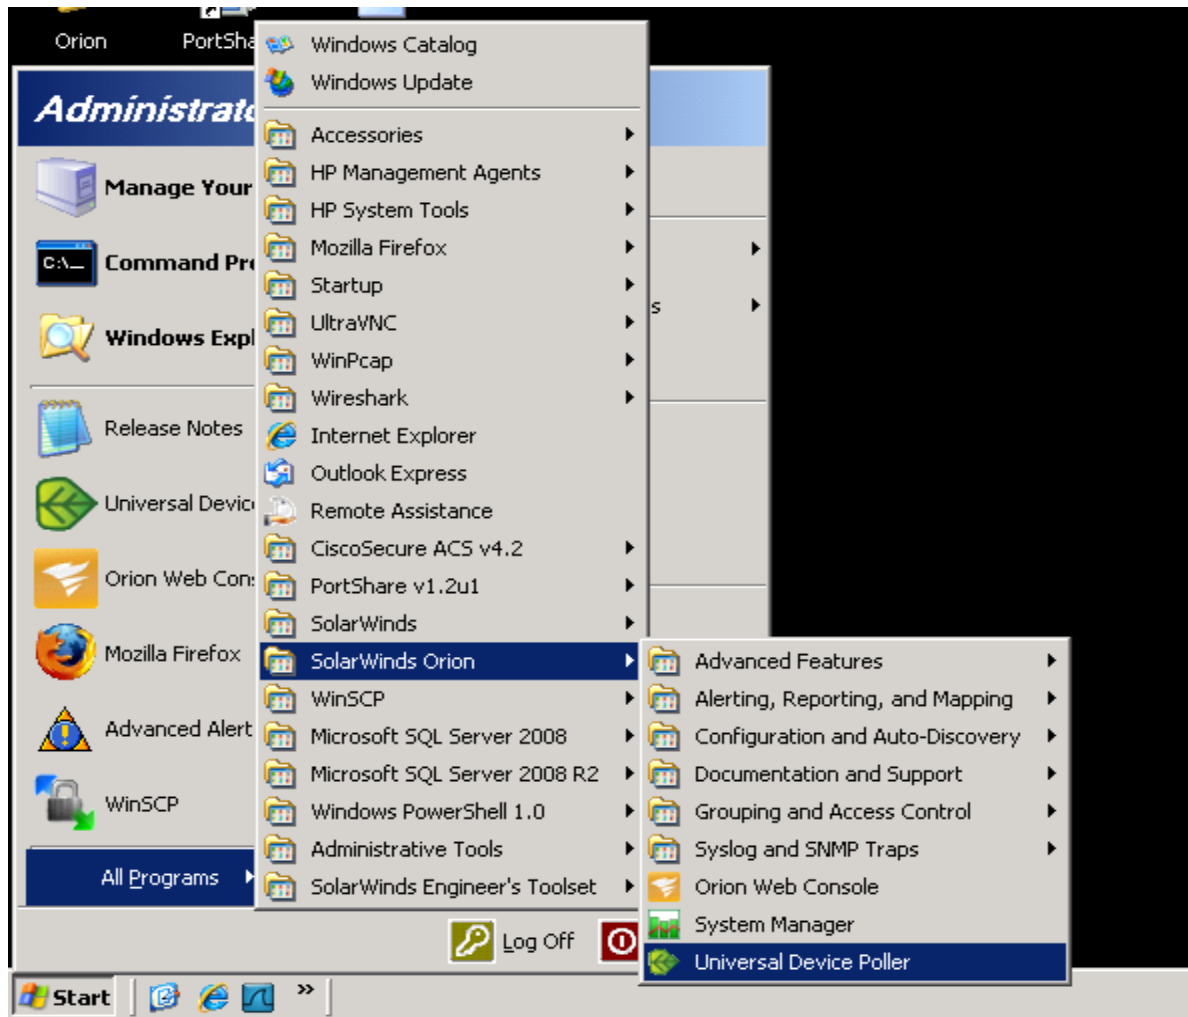 Orion
PortSha
Administrato
Manage Your
Command Pro
Windows Expl
Release Notes
Universal Devic
Orion Web Con
Mozilla Firefox
Advanced Alert
WinSCP
All Programs
Windows Catalog
Windows Update
Accessories
HP Management Agents
HP System Tools
Mozilla Firefox
Startup
UltraVNC
WinPcap
Wireshark
Internet Explorer
Outlook Express
Remote Assistance
CiscoSecure ACS v4.2
PortShare v1.2u1
SolarWinds
SolarWinds Orion
WinSCP
Microsoft SQL Server 2008
Microsoft SQL Server 2008 R2
Windows PowerShell 1.0
Administrative Tools
SolarWinds Engineer's Toolset
s
Advanced Features
Alerting, Reporting, and Mapping
Configuration and Auto-Discovery
Documentation and Support
Grouping and Access Control
Syslog and SNMP Traps
Orion Web Console
System Manager
Universal Device Poller
Log Off
Start
C:\_
»